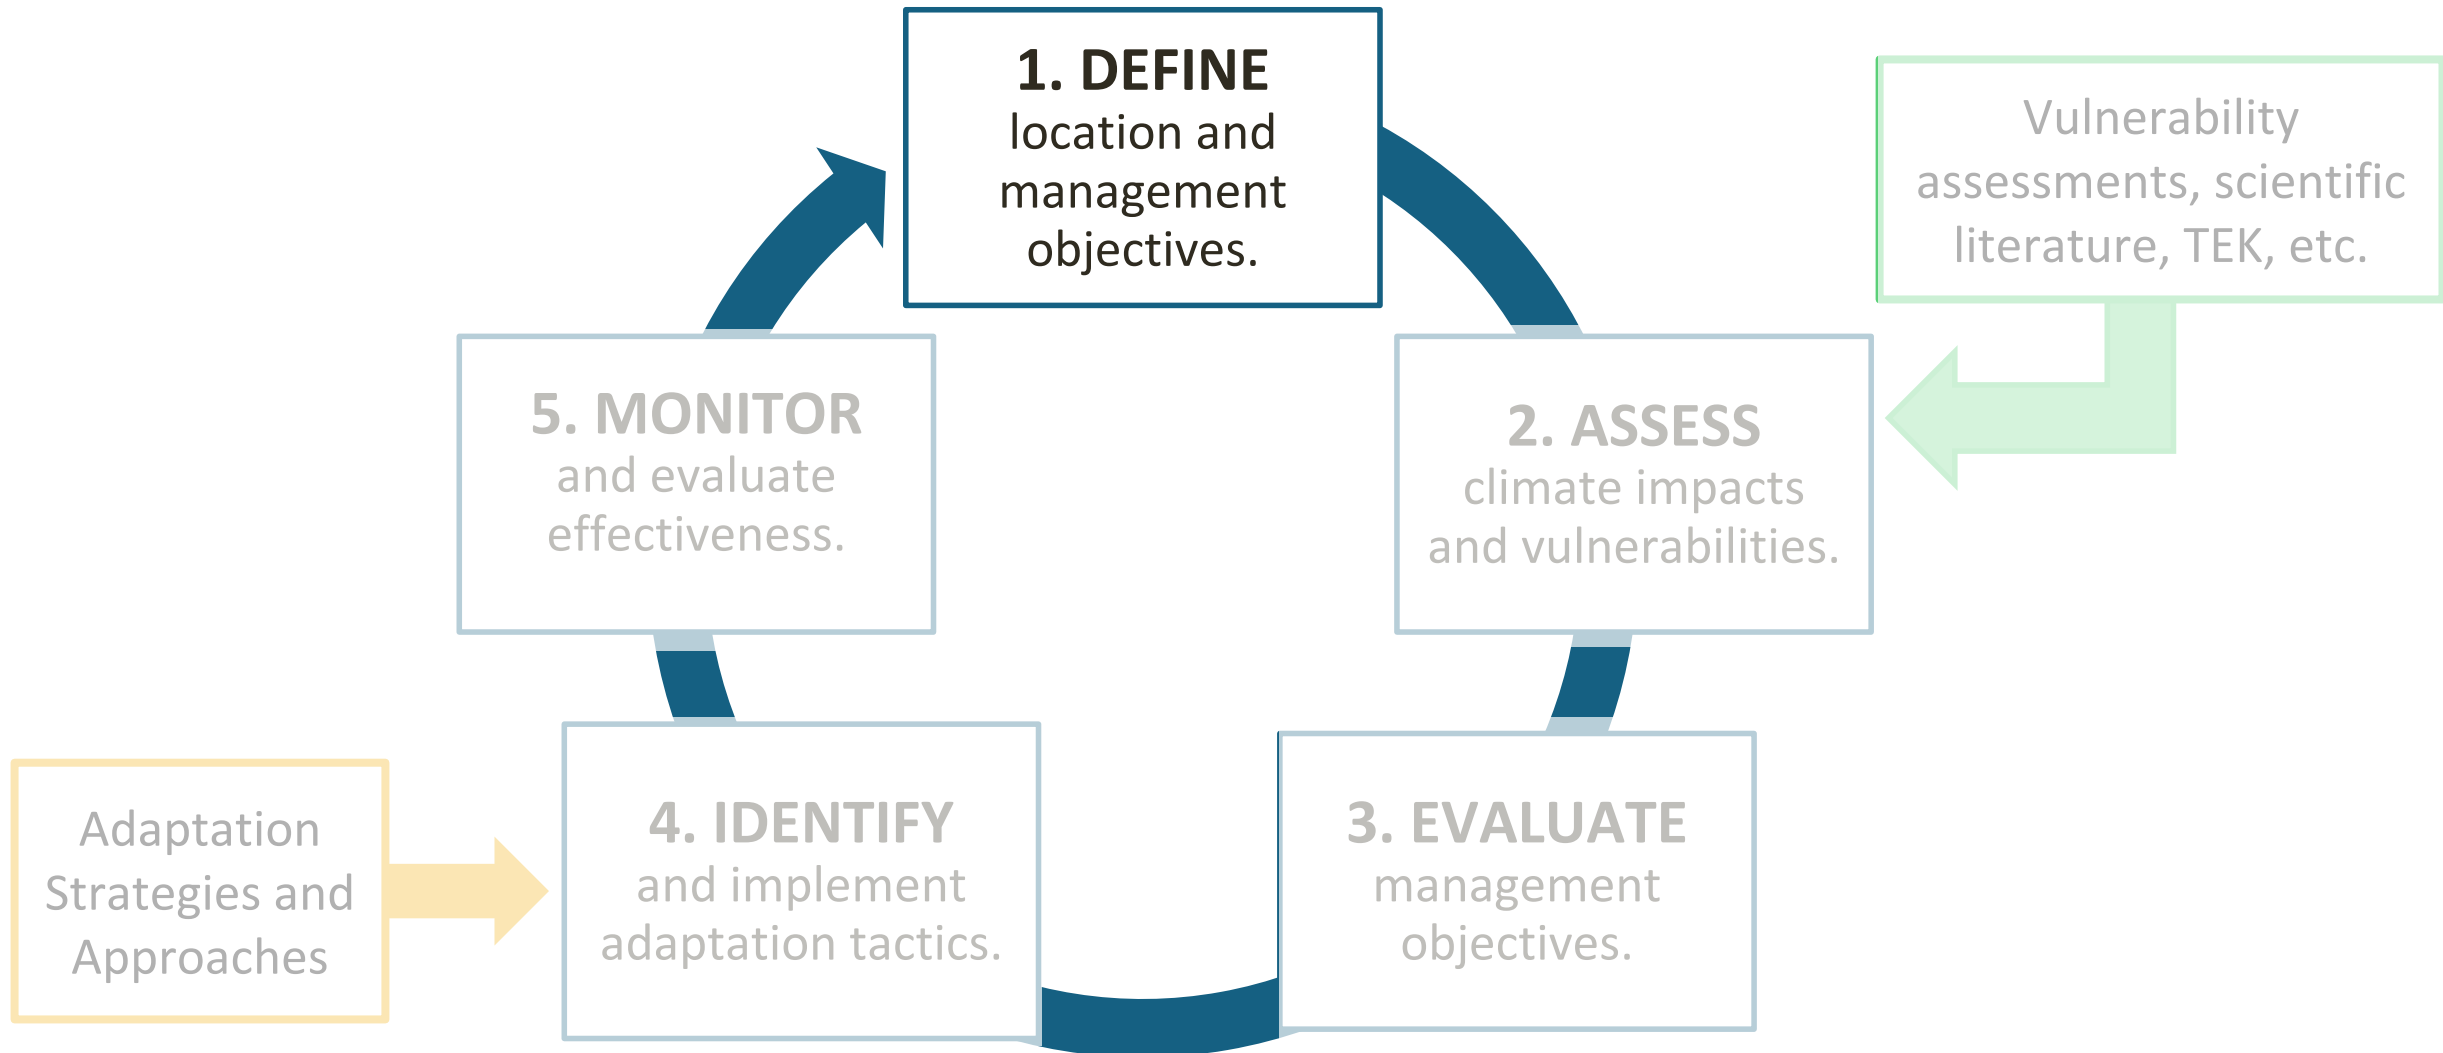 1. DEFINE
location and
management
objectives.
Vulnerability
assessments, scientific
literature, TEK, etc.
2. ASSESS
climate impacts
and vulnerabilities.
3. EVALUATE
management
objectives.
4. IDENTIFY
and implement
adaptation tactics.
Adaptation
Strategies and
Approaches
5. MONITOR
and evaluate
effectiveness.